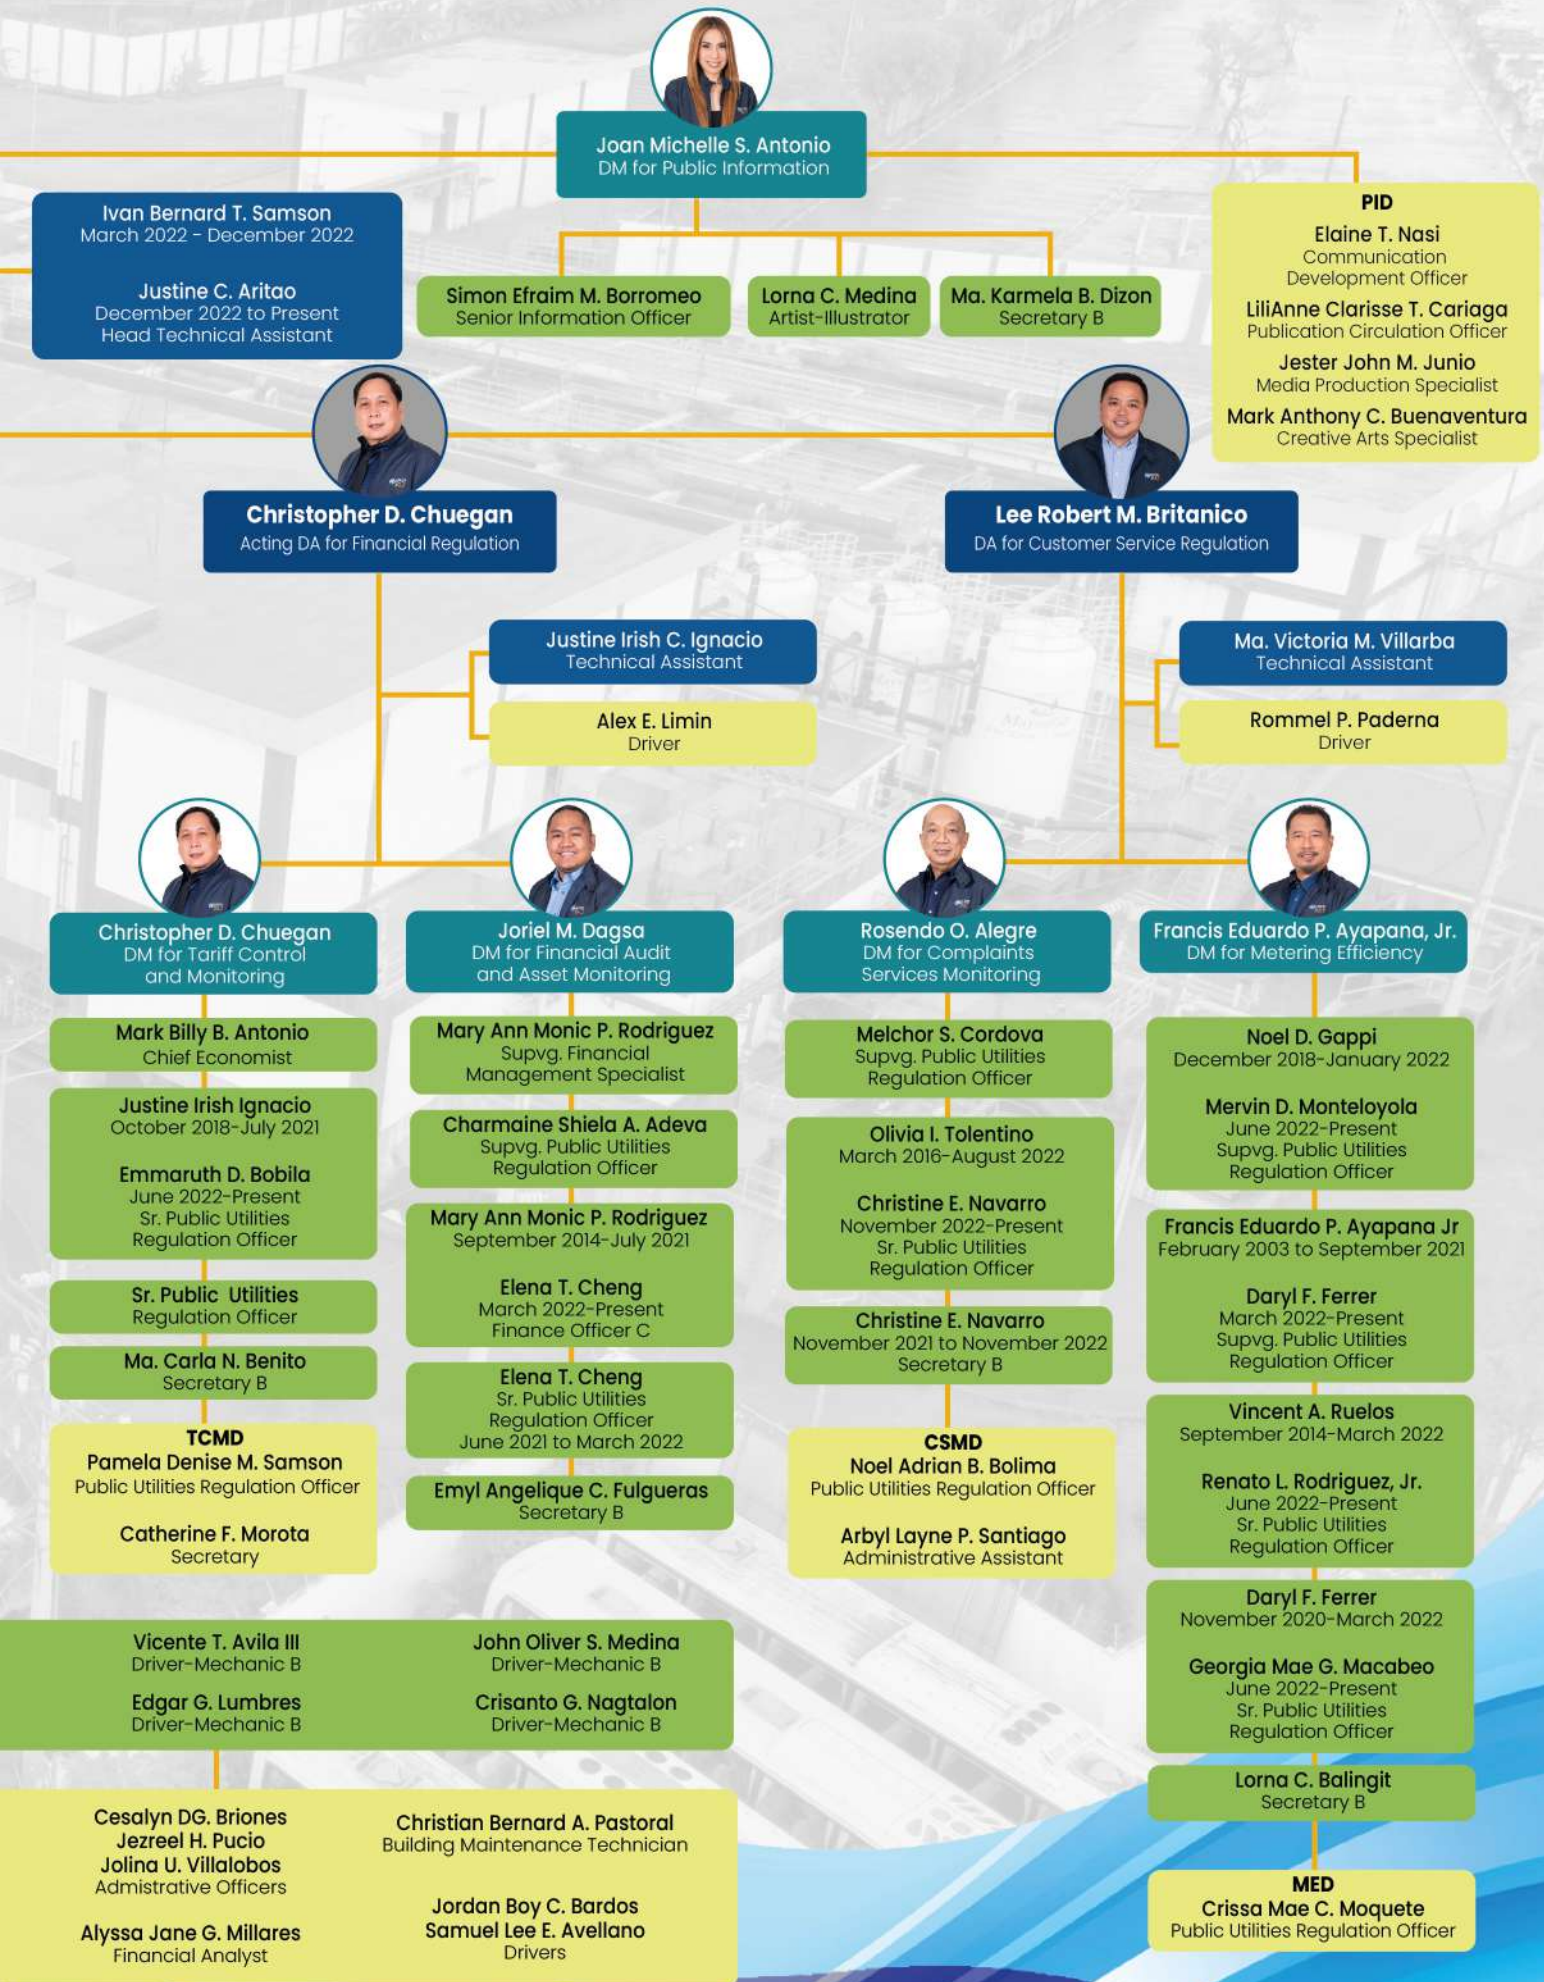 Joan Michelle S. Antonio
DM for Public Information
Ivan Bernard T. Samson
March 2022 - December 2022
Justine C. Aritao
December 2022 to Present
Head Technical Assistant
Simon Efraim M. Borromeo
Senior Information Officer
Lorna C. Medina
Artist-Illustrator
Ma. Karmela B. Dizon
Secretary B
PID
Elaine T. Nasi
Communication
Development Officer
LiliAnne Clarisse T. Cariaga
Publication Circulation Officer
Jester John M. Junio
Media Production Specialist
Mark Anthony C. Buenaventura
Creative Arts Specialist
Christopher D. Chuegan
Acting DA for Financial Regulation
Lee Robert M. Britanico
DA for Customer Service Regulation
Justine Irish C. Ignacio
Technical Assistant
Alex E. Limin
Driver
Ma. Victoria M. Villarba
Technical Assistant
Rommel P. Paderna
Driver
Christopher D. Chuegan
DM for Tariff Control
and Monitoring
Mark Billy B. Antonio
Chief Economist
Justine Irish Ignacio
October 2018-July 2021
Emmaruth D. Bobila
June 2022-Present
Sr. Public Utilities
Regulation Officer
Sr. Public Utilities
Regulation Officer
Ma. Carla N. Benito
Secretary B
TCMD
Pamela Denise M. Samson
Public Utilities Regulation Officer
Catherine F. Morota
Secretary
Joriel M. Dagsa
DM for Financial Audit
and Asset Monitoring
Mary Ann Monic P. Rodriguez
Supvg. Financial
Management Specialist
Charmaine Shiela A. Adeva
Supvg. Public Utilities
Regulation Officer
Mary Ann Monic P. Rodriguez
September 2014-July 2021
Elena T. Cheng
March 2022-Present
Finance Officer C
Elena T. Cheng
Sr. Public Utilities
Regulation Officer
June 2021 to March 2022
Emyl Angelique C. Fulgueras
Secretary B
Rosendo O. Alegre
DM for Complaints
Services Monitoring
Melchor S. Cordova
Supvg. Public Utilities
Regulation Officer
Olivia I. Tolentino
March 2016-August 2022
Christine E. Navarro
November 2022-Present
Sr. Public Utilities
Regulation Officer
Christine E. Navarro
November 2021 to November 2022
Secretary B
CSMD
Noel Adrian B. Bolima
Public Utilities Regulation Officer
Arbyl Layne P. Santiago
Administrative Assistant
Francis Eduardo P. Ayapana, Jr.
DM for Metering Efficiency
Noel D. Gappi
December 2018-January 2022
Mervin D. Monteloyola
June 2022-Present
Supvg. Public Utilities
Regulation Officer
Francis Eduardo P. Ayapana Jr
February 2003 to September 2021
Daryl F. Ferrer
March 2022-Present
Supvg. Public Utilities
Regulation Officer
Vincent A. Ruelos
September 2014-March 2022
Renato L. Rodriguez, Jr.
June 2022-Present
Sr. Public Utilities
Regulation Officer
Daryl F. Ferrer
November 2020-March 2022
Georgia Mae G. Macabeo
June 2022-Present
Sr. Public Utilities
Regulation Officer
Lorna C. Balingit
Secretary B
MED
Crissa Mae C. Moquete
Public Utilities Regulation Officer
Vicente T. Avila III
Driver-Mechanic B
Edgar G. Lumbres
Driver-Mechanic B
John Oliver S. Medina
Driver-Mechanic B
Crisanto G. Nagtalon
Driver-Mechanic B
Cesalyn DG. Briones
Jezreel H. Pucio
Jolina U. Villalobos
Admistrative Officers
Alyssa Jane G. Millares
Financial Analyst
Christian Bernard A. Pastoral
Building Maintenance Technician
Jordan Boy C. Bardos
Samuel Lee E. Avellano
Drivers